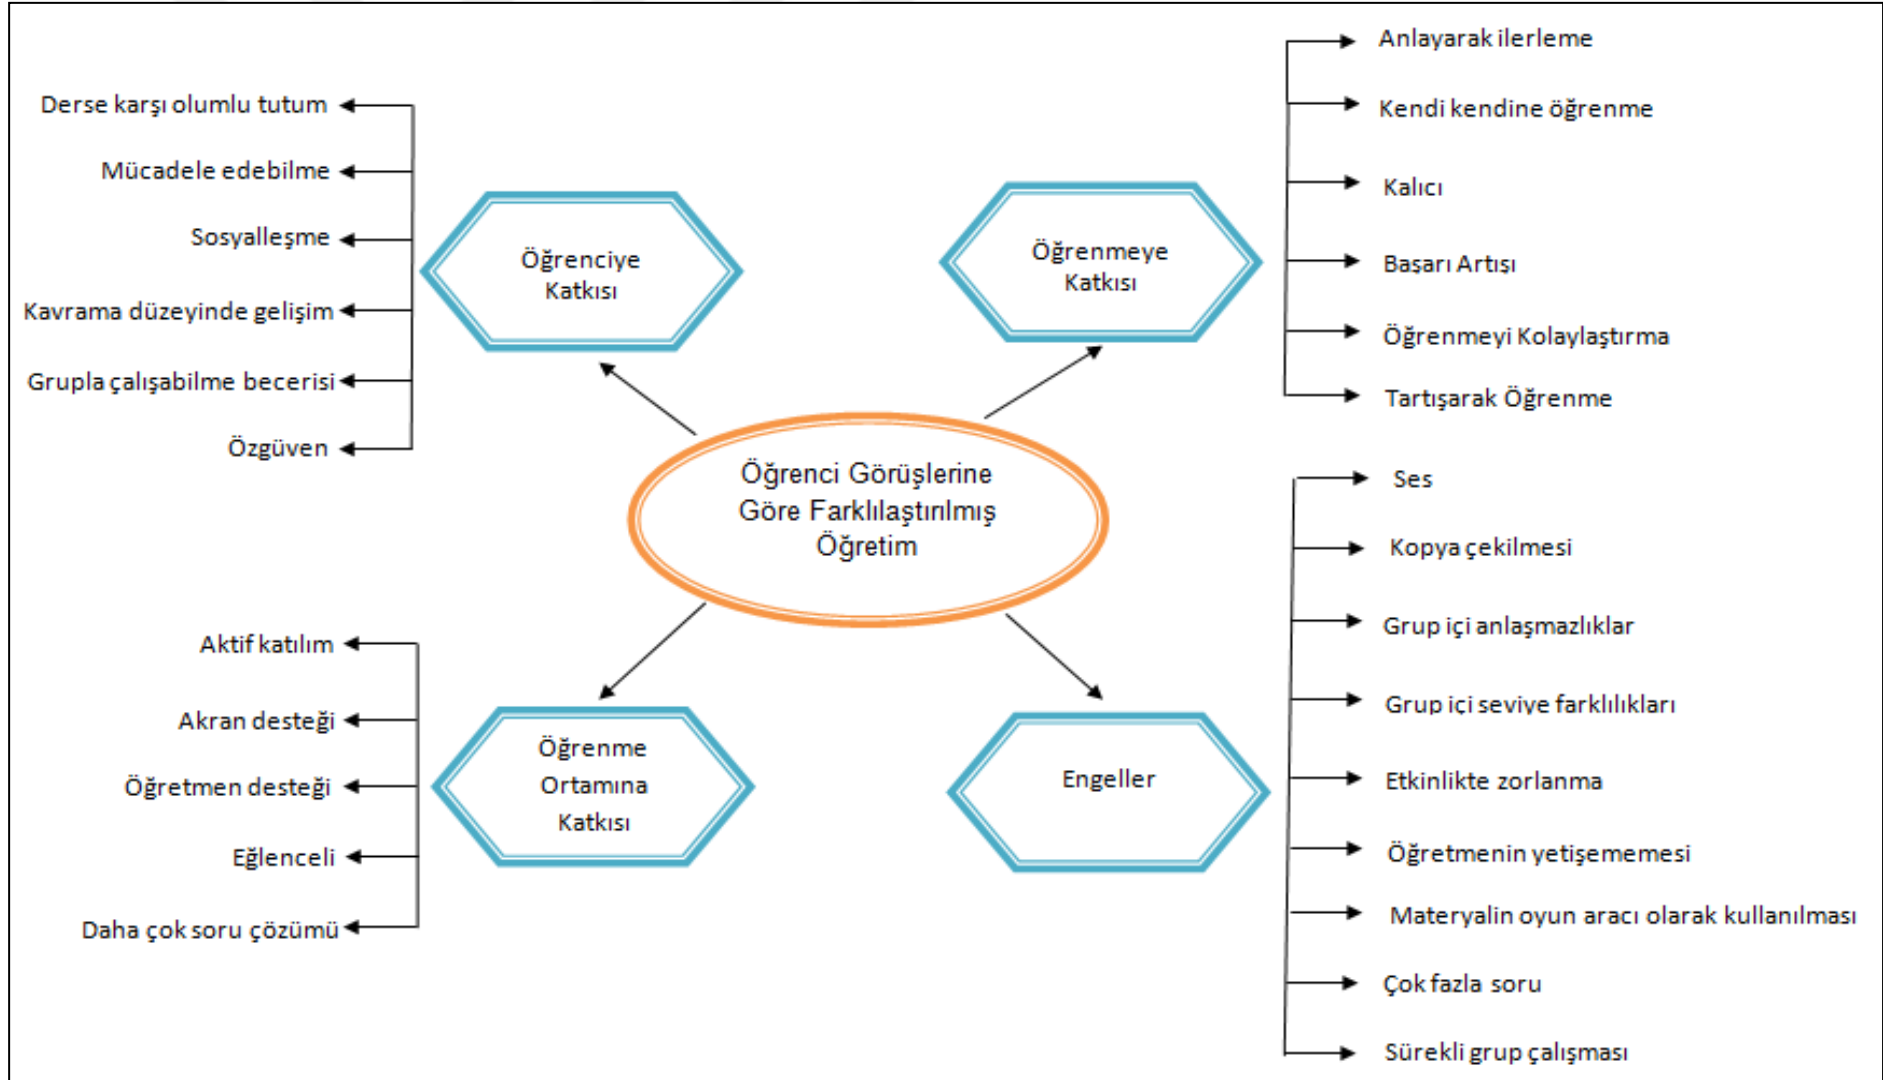 Derse karşı olumlu tutum
Mücadele edebilme
Sosyalleşme
Kavrama düzeyinde gelişim
Grupla çalışabilme becerisi
Özgüven
Öğrenciye
Katkısı
Öğrenmeye
Katkısı
Anlayarak ilerleme
Kendi kendine öğrenme
Kalıcı
Başarı Artışı
Öğrenmeyi Kolaylaştırma
Tartışarak Öğrenme
Öğrenci Görüşlerine
Göre Farklılaştırılmış
Öğretim
Aktif katılım
Akran desteği
Öğretmen desteği
Eğlenceli
Daha çok soru çözümü
Öğrenme
Ortamına
Katkısı
Engeller
Ses
Kopya çekilmesi
Grup içi anlaşmazlıklar
Grup içi seviye farklılıkları
Etkinlikte zorlanma
Öğretmenin yetişememesi
Materyalin oyun aracı olarak kullanılması
Çok fazla soru
Sürekli grup çalışması